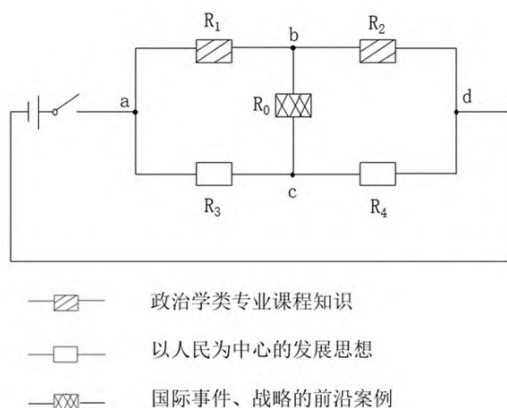 R₁
b
R₂
a
R₀
d
R₃
c
R₄
政治学类专业课程知识
以人民为中心的发展思想
国际事件、战略的前沿案例